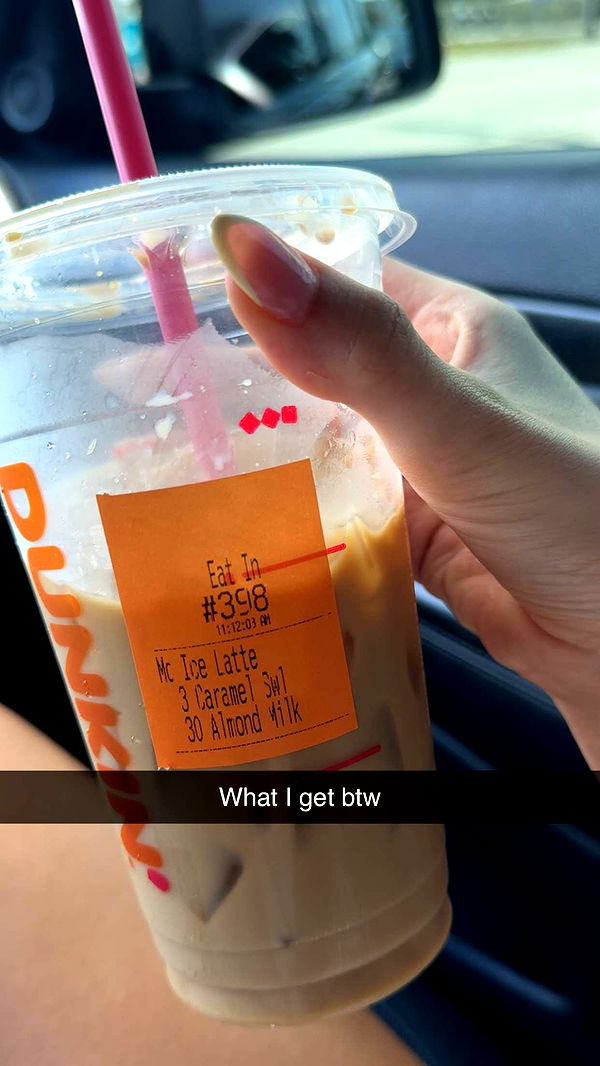 DUNKIN'
Eat In
#398
11:12:03 AM
Mc Ice Latte
3 Caramel Swl
30 Almond Milk
What I get btw